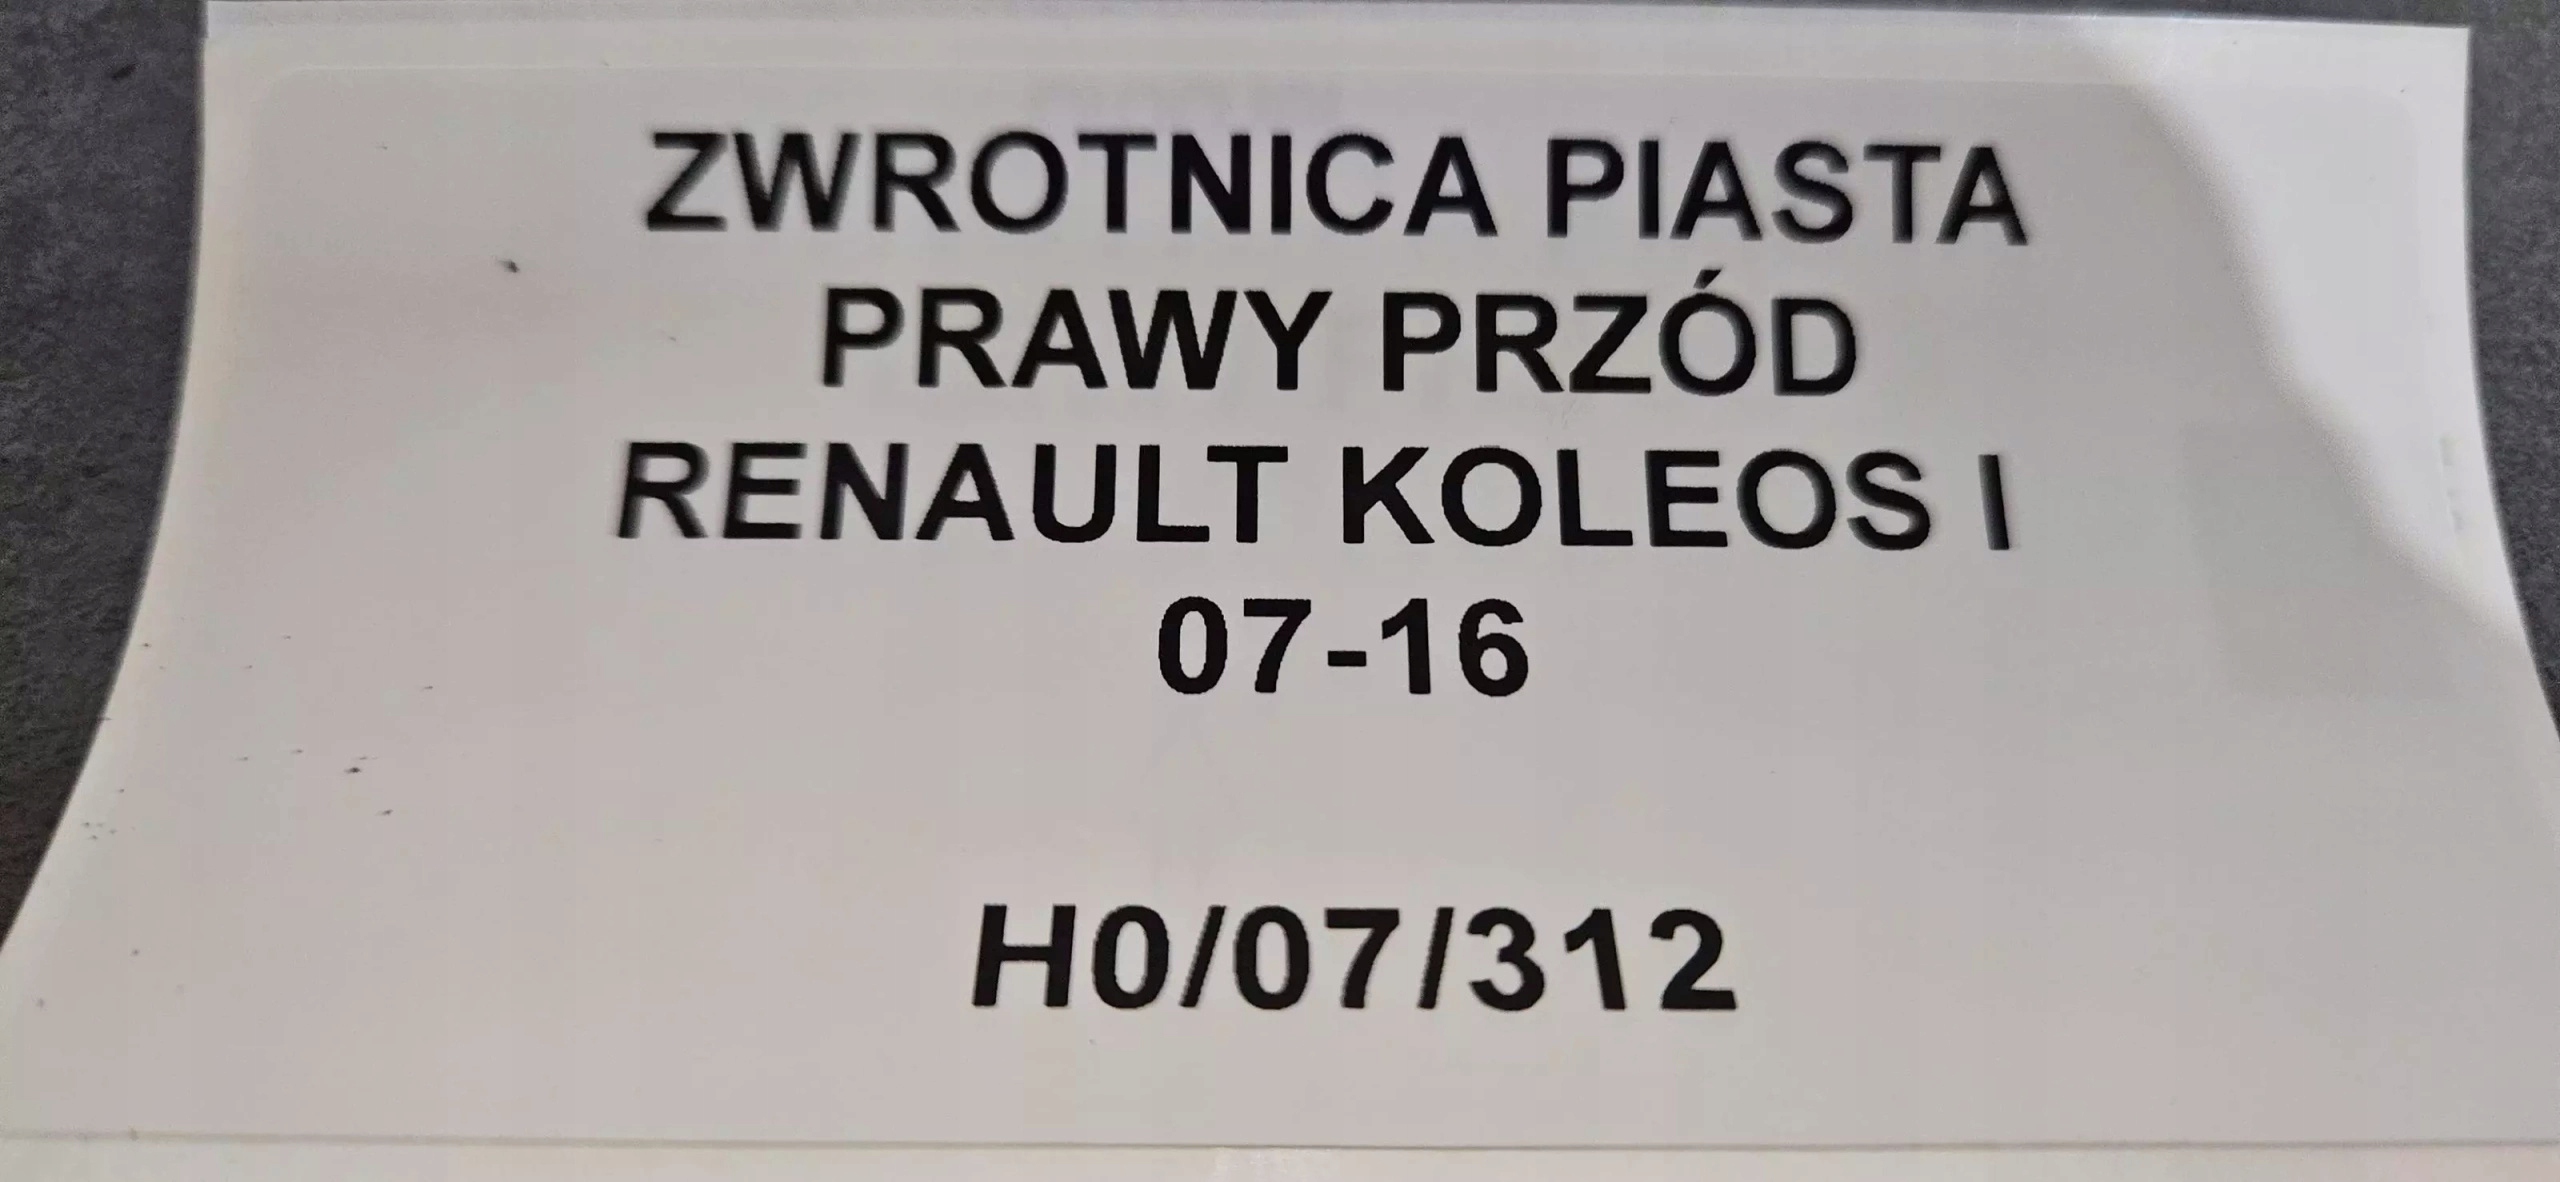 ZWROTNICA PIASTA
PRAWY PRZÓD
RENAULT KOLEOS I
07-16
H0/07/312